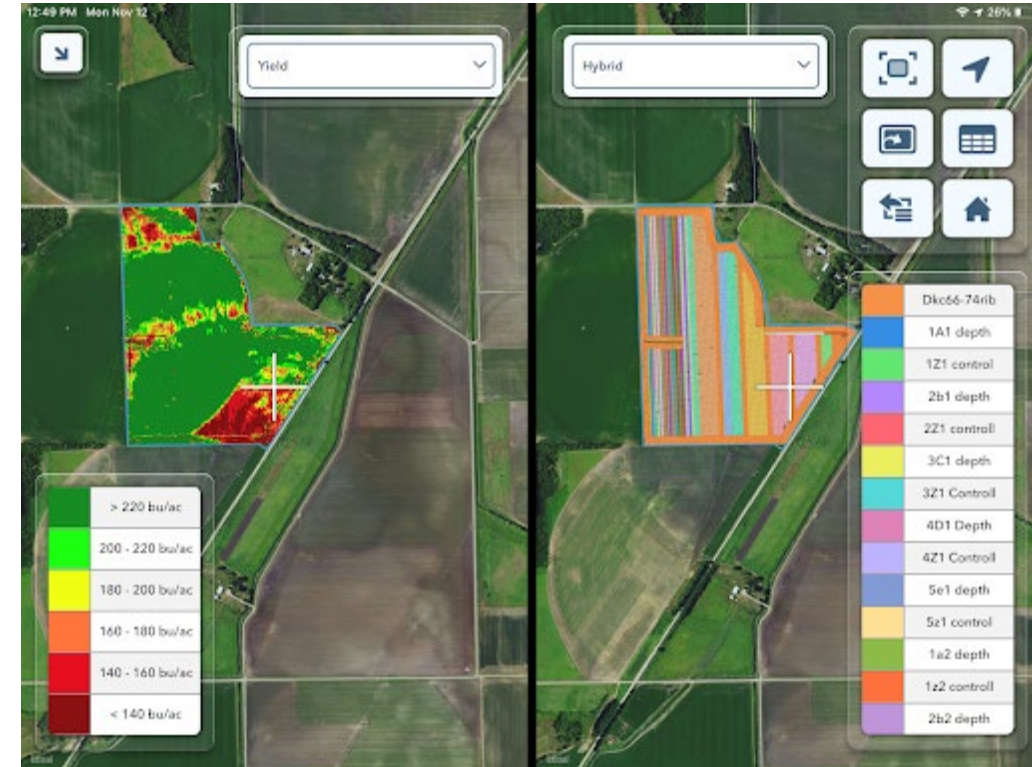 12:49 PM Mon Nov 12
26%
Yield
Hybrid
> 220 bu/ac
200 - 220 bu/ac
180 - 200 bu/ac
160 - 180 bu/ac
140 - 160 bu/ac
< 140 bu/ac
Dkc66-74rib
1A1 depth
1Z1 control
2b1 depth
2Z1 controll
3C1 depth
3Z1 Controll
4D1 Depth
4Z1 Controll
5e1 depth
5z1 control
1a2 depth
1z2 controll
2b2 depth